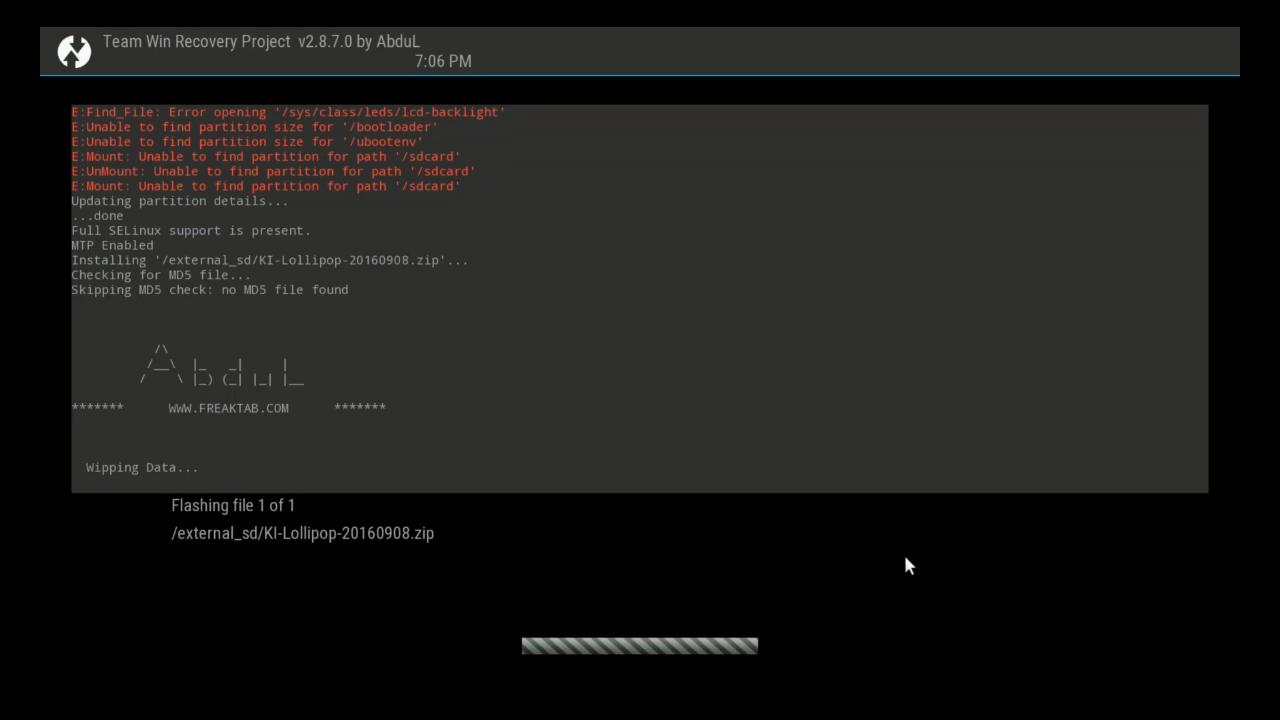 Team Win Recovery Project v2.8.7.0 by AbduL
7:06 PM
E:Find_File: Error opening '/sys/class/leds/lcd-backlight'
E:Unable to find partition size for '/bootloader'
E:Unable to find partition size for '/ubootenv'
E:Mount: Unable to find partition for path '/sdcard'
E:UnMount: Unable to find partition for path '/sdcard'
E:Mount: Unable to find partition for path '/sdcard'
Updating partition details...
...done
Full SELinux support is present.
MTP Enabled
Installing '/external_sd/KI-Lollipop-20160908.zip'...
Checking for MD5 file...
Skipping MD5 check: no MD5 file found
AbduL
******* WWW.FREAKTAB.COM *******
Wipping Data...
Flashing file 1 of 1
/external_sd/KI-Lollipop-20160908.zip